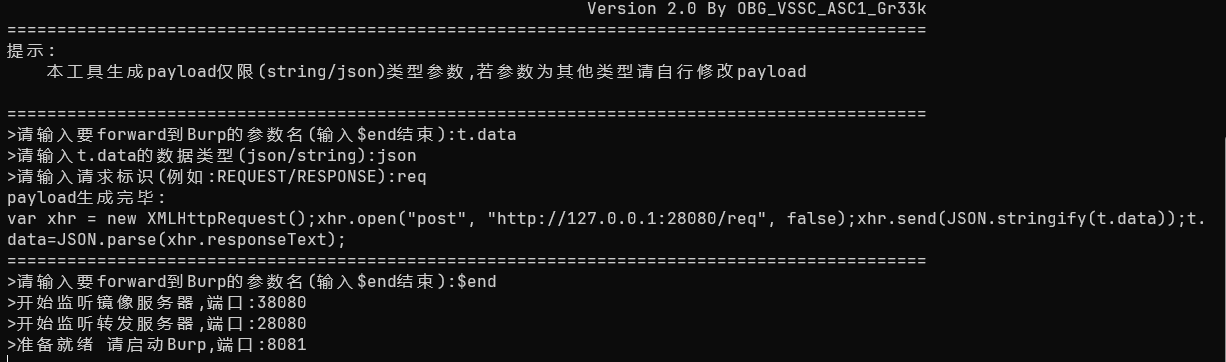 Version 2.0 By OBG_VSSC_ASC1_Gr33k
============================================================================================
提示:
本工具生成payload仅限(string/json)类型参数,若参数为其他类型请自行修改payload
============================================================================================
>请输入要forward到Burp的参数名(输入$end结束):t.data
>请输入t.data的数据类型(json/string):json
>请输入请求标识(例如:REQUEST/RESPONSE):req
payload生成完毕:
var xhr = new XMLHttpRequest();xhr.open("post", "http://127.0.0.1:28080/req", false);xhr.send(JSON.stringify(t.data));t.
data=JSON.parse(xhr.responseText);
============================================================================================
>请输入要forward到Burp的参数名(输入$end结束):$end
>开始监听镜像服务器,端口:38080
>开始监听转发服务器,端口:28080
>准备就绪 请启动Burp,端口:8081